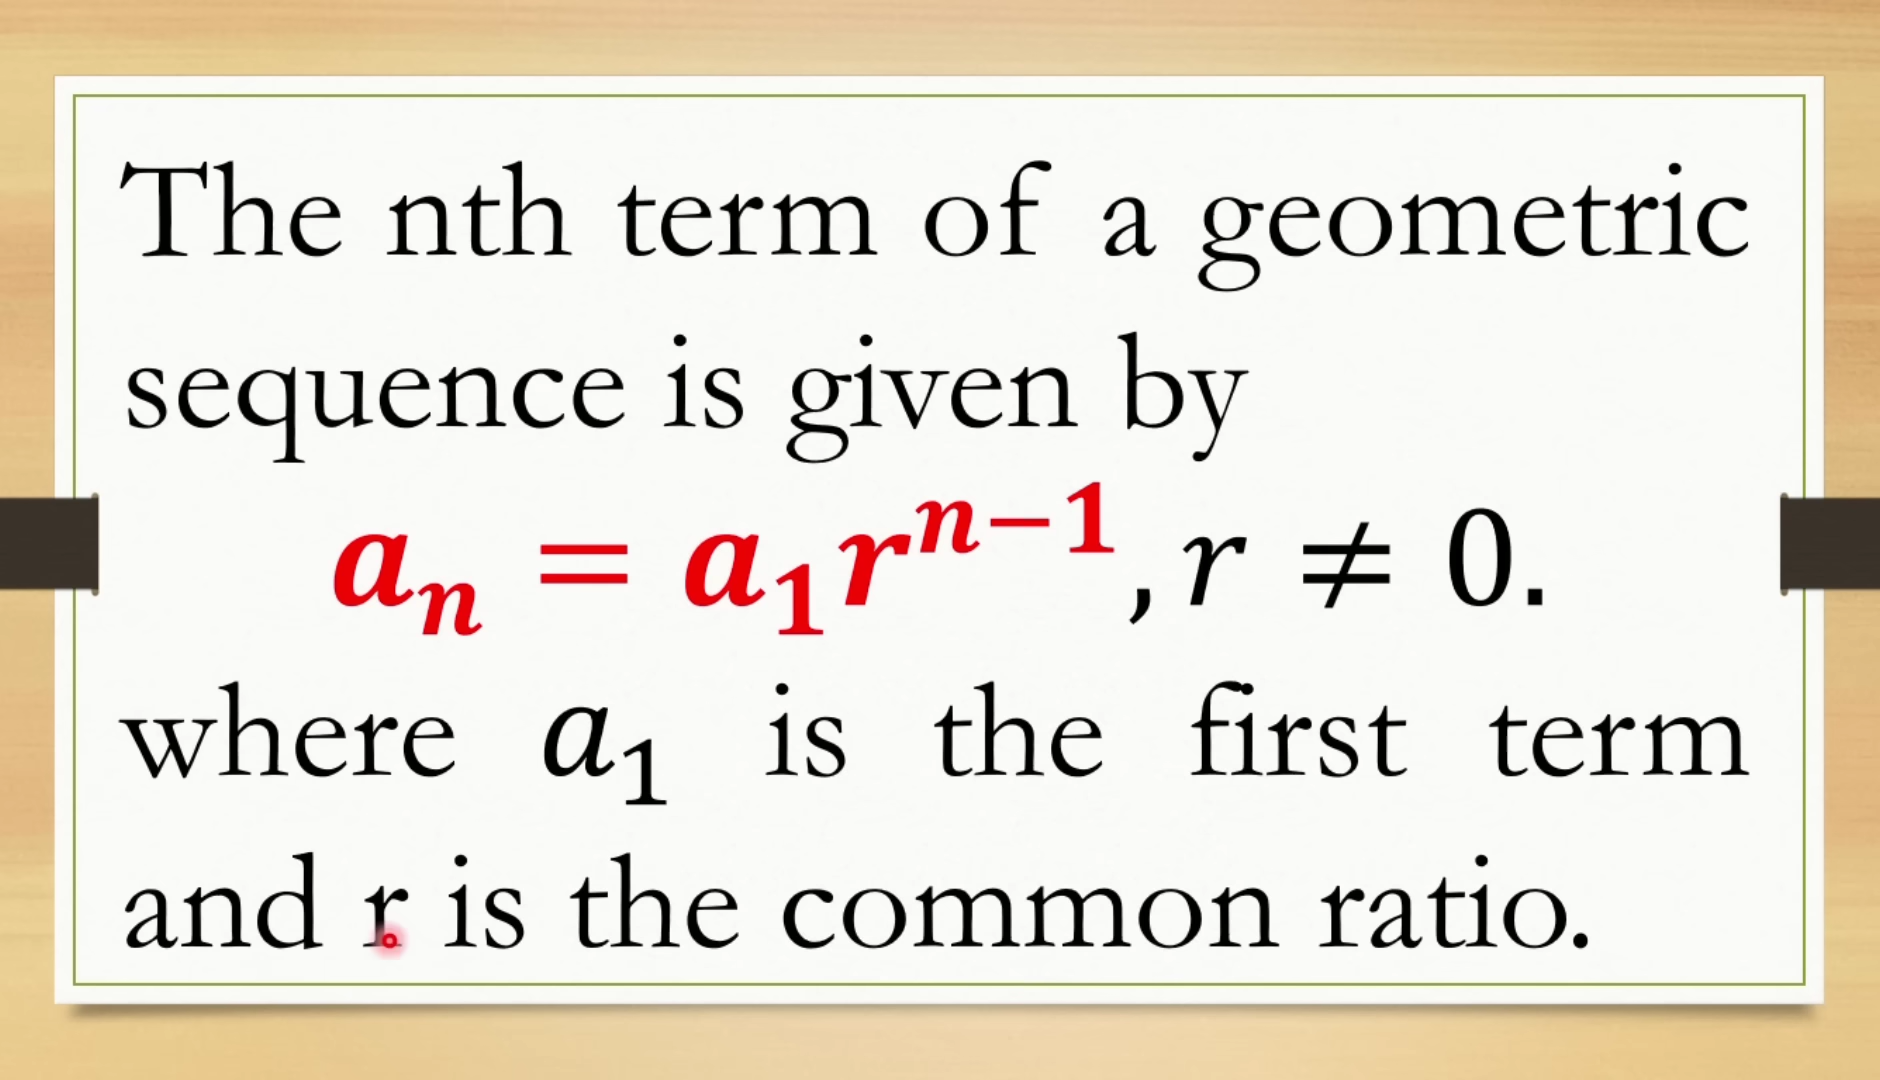 The nth term of a geometric
sequence is given by
aₙ = a₁rⁿ⁻¹, r ≠ 0.
where a₁ is the first term
and r is the common ratio.